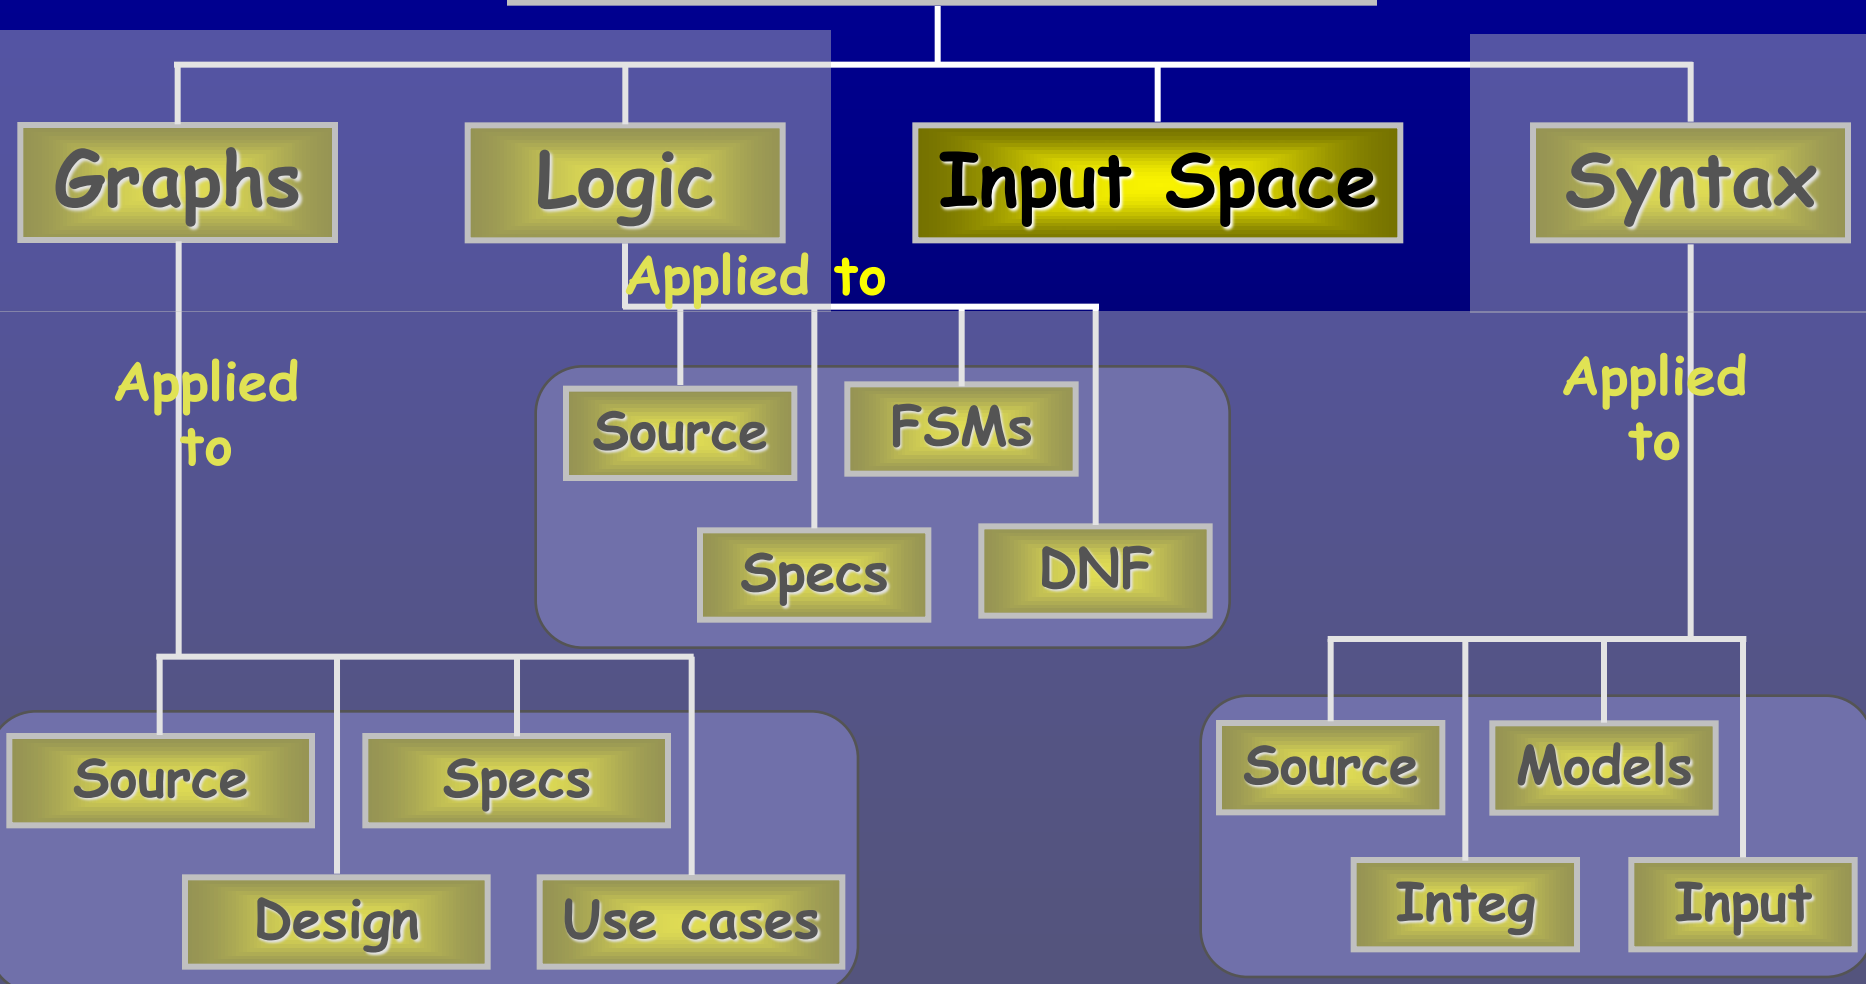 Graphs
Logic
Input Space
Syntax
Applied to
Applied
to
Applied
to
Source
FSMs
Specs
DNF
Source
Specs
Design
Use cases
Source
Models
Integ
Input